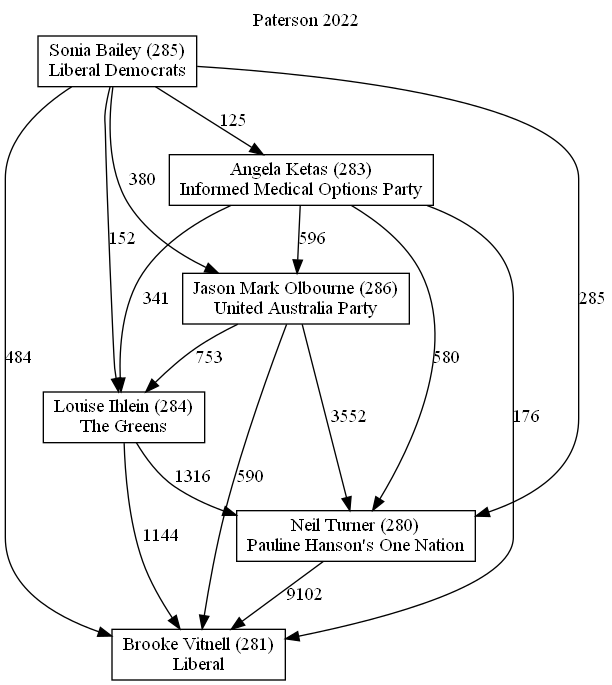 Paterson 2022
Sonia Bailey (285)
Liberal Democrats
125
Angela Ketas (283)
Informed Medical Options Party
380
152
596
341
285
Jason Mark Olbourne (286)
United Australia Party
484
753
580
Louise Ihlein (284)
The Greens
3552
176
1316
590
1144
Neil Turner (280)
Pauline Hanson's One Nation
9102
Brooke Vitnell (281)
Liberal